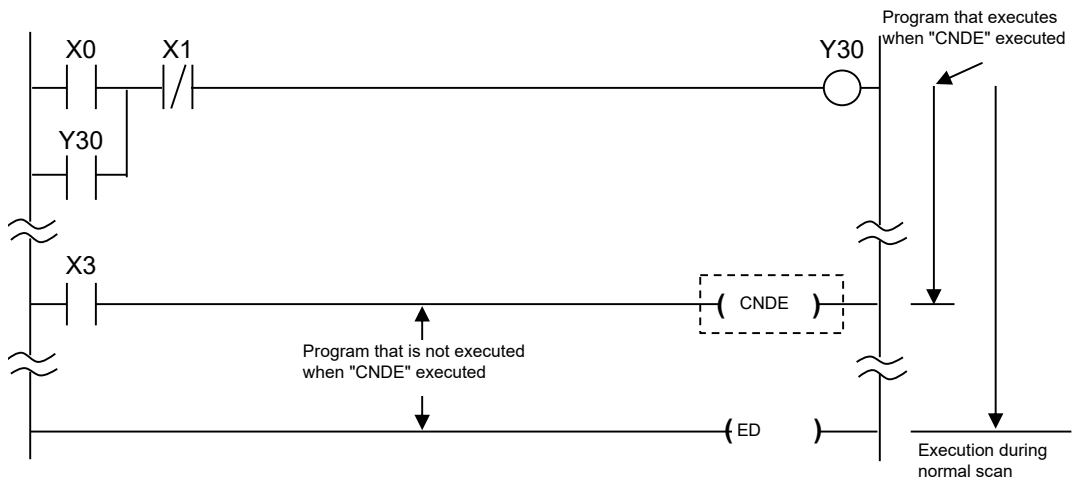 Program that executes
when "CNDE" executed
X0 X1 Y30
Y30
X3
( CNDE )
Program that is not executed
when "CNDE" executed
( ED )
Execution during
normal scan